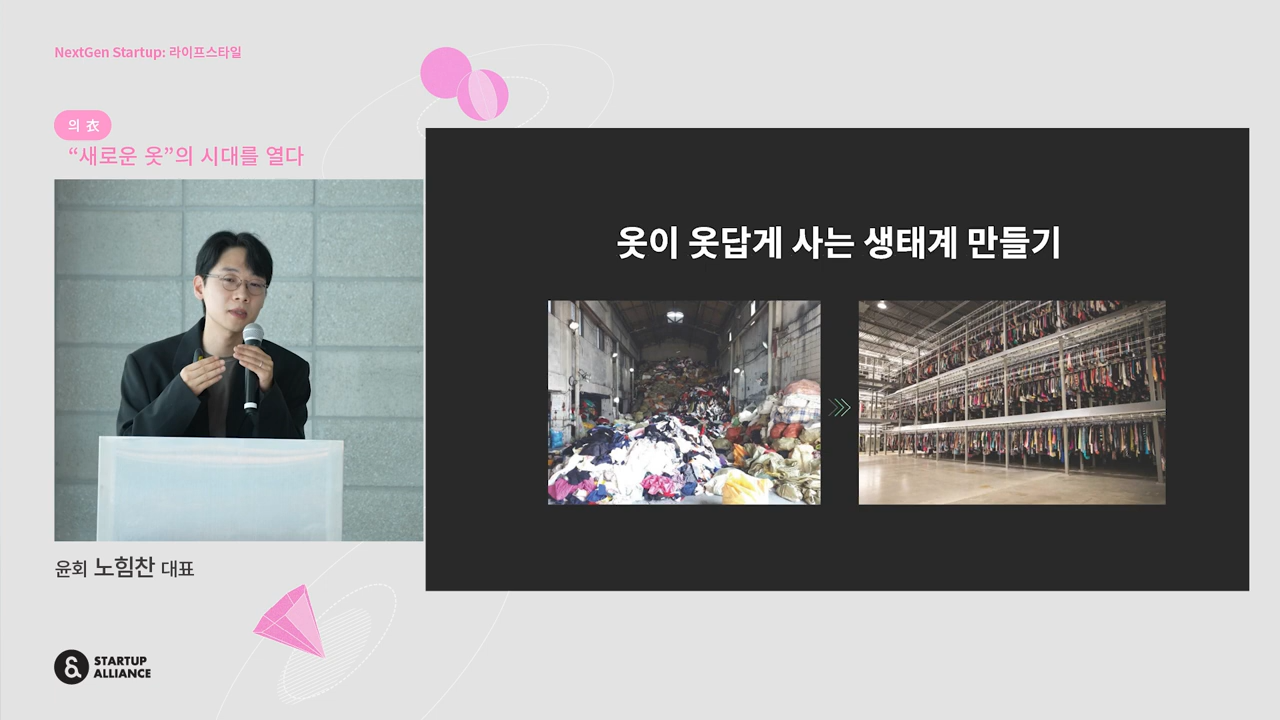 NextGen Startup: 라이프스타일
의 衣
“새로운 옷”의 시대를 열다
옷이 옷답게 사는 생태계 만들기
윤회 노힘찬 대표
STARTUP
ALLIANCE